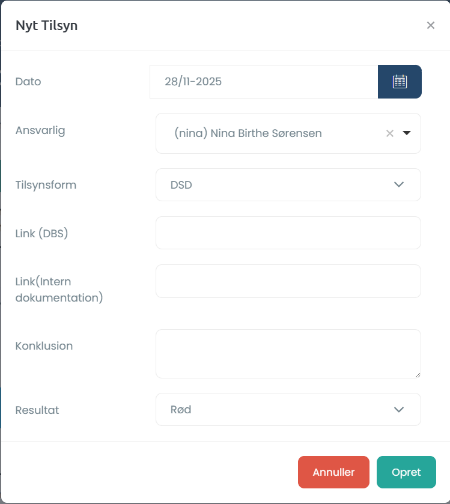 Nyt Tilsyn ×
Dato 28/11-2025
Ansvarlig (nina) Nina Birthe Sørensen ×
Tilsynsform DSD
Link (DBS)
Link(Intern
dokumentation)
Konklusion
Resultat Rød
Annuller Opret